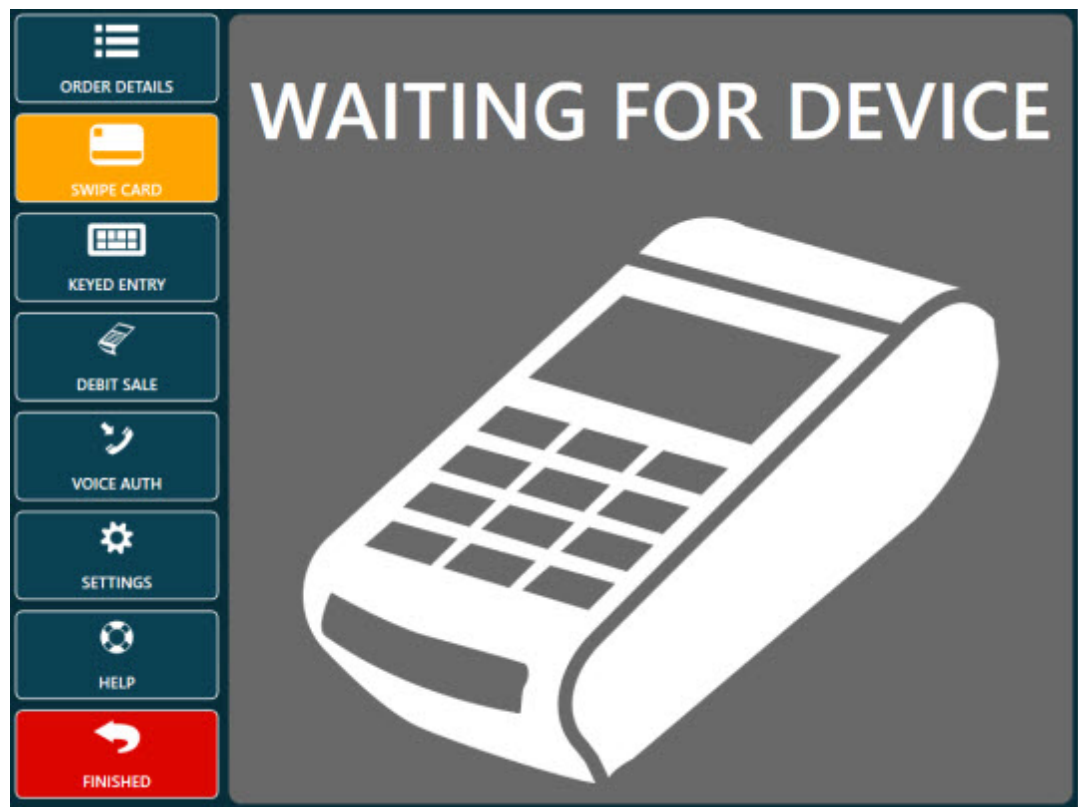 ORDER DETAILS
SWIPE CARD
KEYED ENTRY
DEBIT SALE
VOICE AUTH
SETTINGS
HELP
FINISHED
WAITING FOR DEVICE